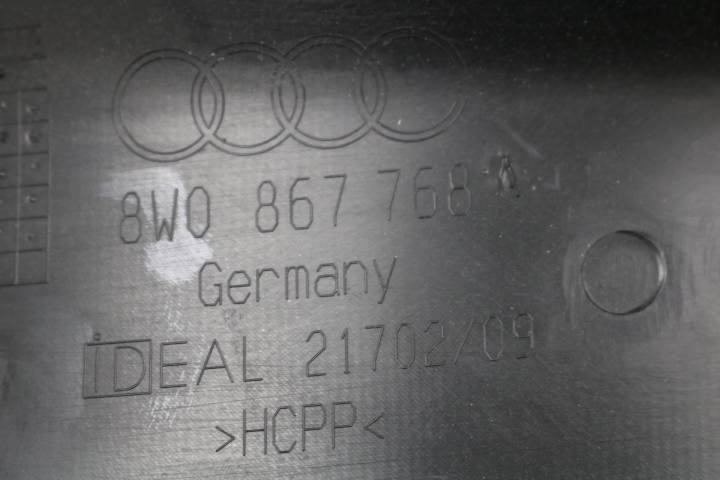 8W0 867 768 A
Germany
IDEAL 21702/09
>HCPP<